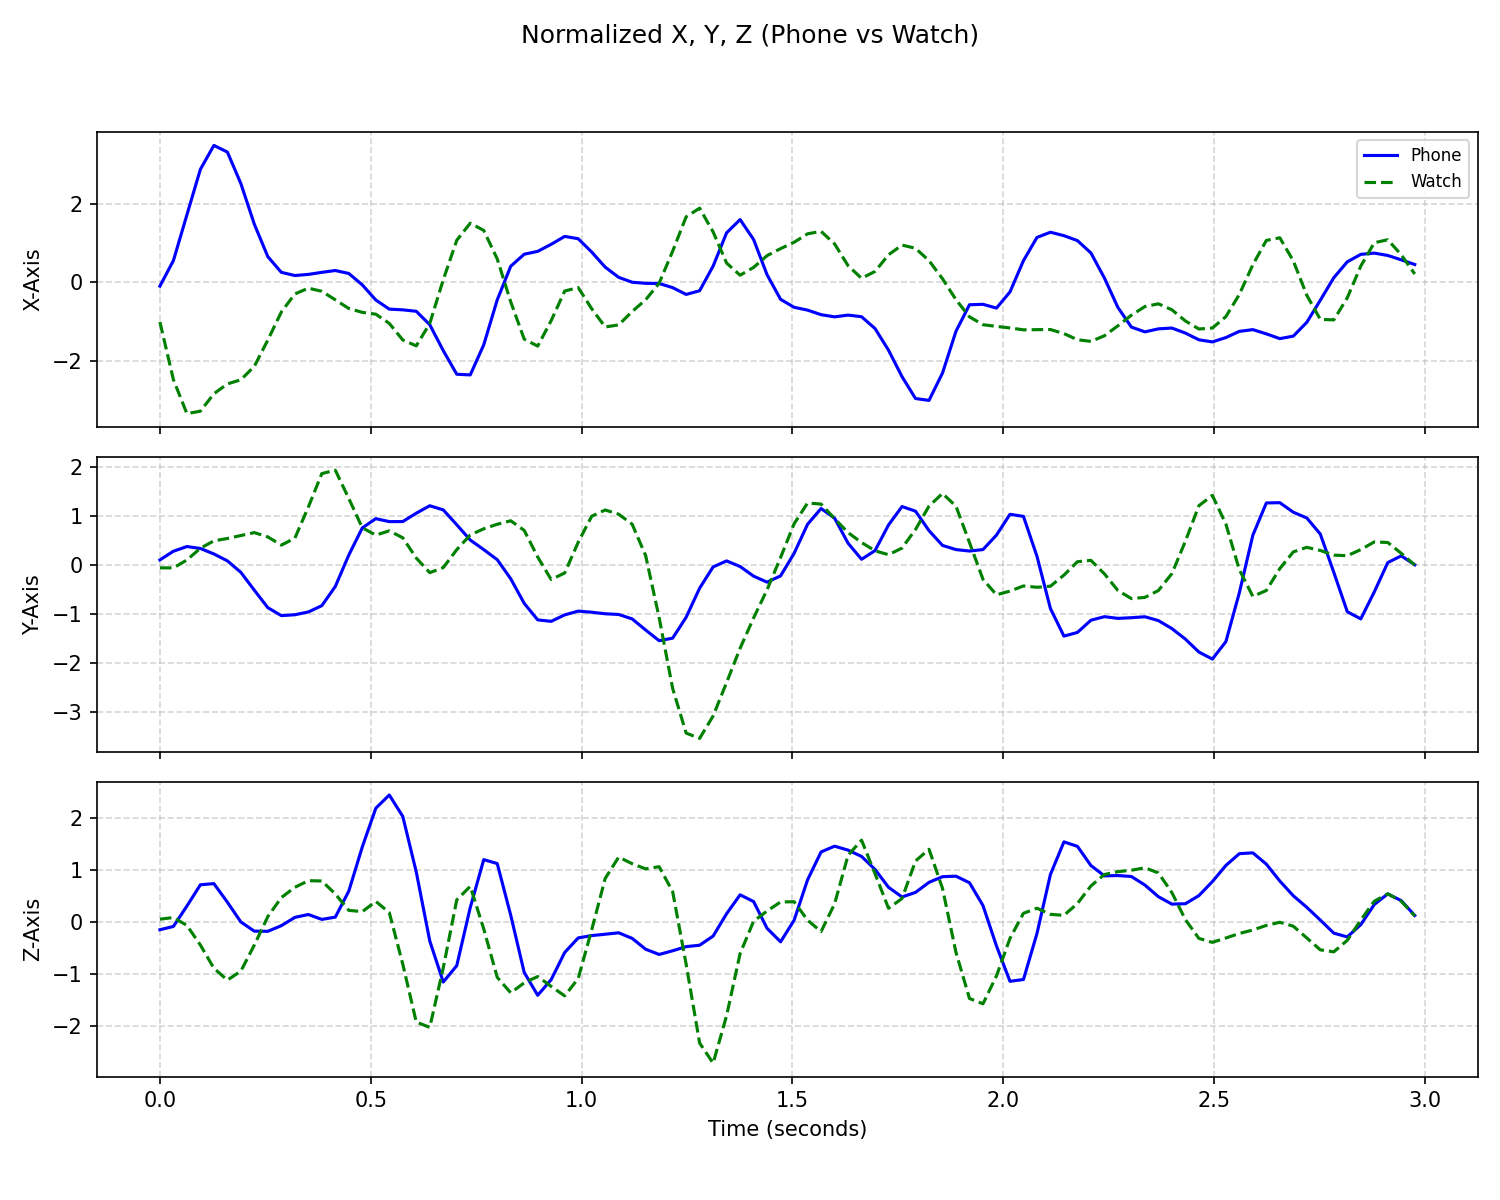 Normalized X, Y, Z (Phone vs Watch)
Phone
Watch
X-Axis
2
0
−2
Y-Axis
2
1
0
−1
−2
−3
Z-Axis
2
1
0
−1
−2
0.0 0.5 1.0 1.5 2.0 2.5 3.0
Time (seconds)